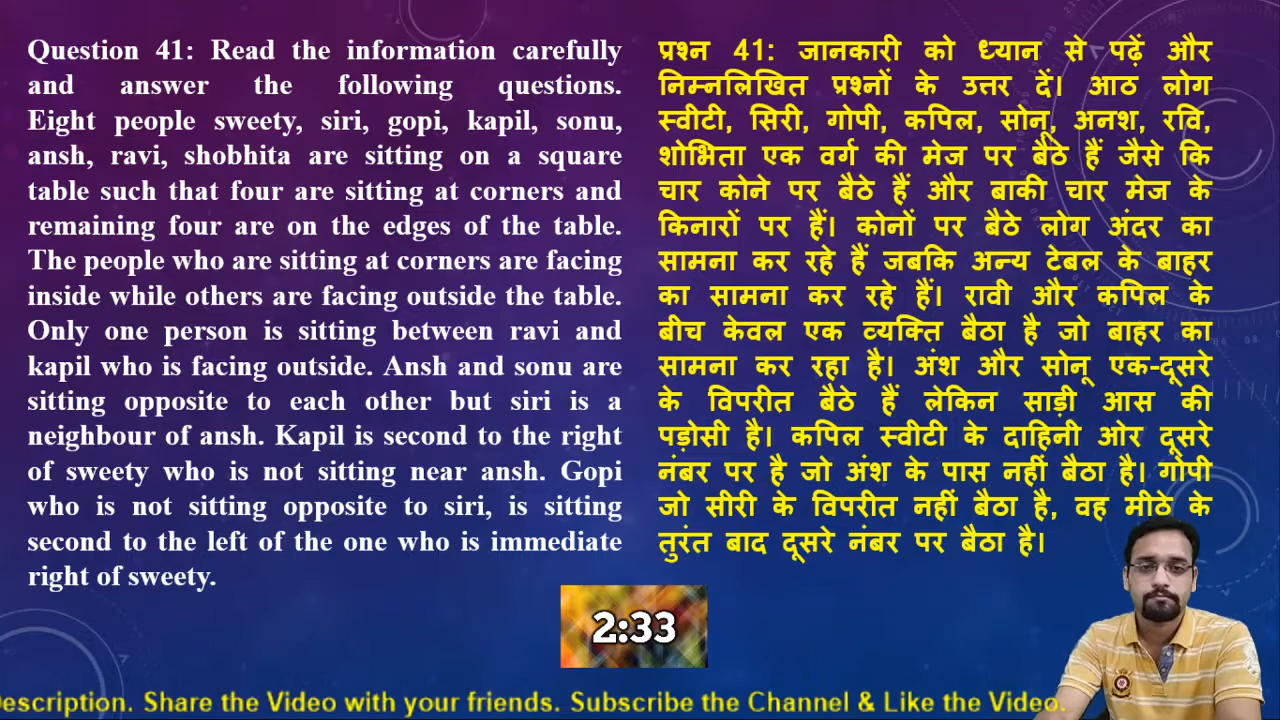 Question 41: Read the information carefully
and answer the following questions.
Eight people sweety, siri, gopi, kapil, sonu,
ansh, ravi, shobhita are sitting on a square
table such that four are sitting at corners and
remaining four are on the edges of the table.
The people who are sitting at corners are facing
inside while others are facing outside the table.
Only one person is sitting between ravi and
kapil who is facing outside. Ansh and sonu are
sitting opposite to each other but siri is a
neighbour of ansh. Kapil is second to the right
of sweety who is not sitting near ansh. Gopi
who is not sitting opposite to siri, is sitting
second to the left of the one who is immediate
right of sweety.
प्रश्न 41: जानकारी को ध्यान से पढ़ें और
निम्नलिखित प्रश्नों के उत्तर दें। आठ लोग
स्वीटी, सिरी, गोपी, कपिल, सोनू, अनश, रवि,
शोभिता एक वर्ग की मेज पर बैठे हैं जैसे कि
चार कोने पर बैठे हैं और बाकी चार मेज के
किनारों पर हैं। कोनों पर बैठे लोग अंदर का
सामना कर रहे हैं जबकि अन्य टेबल के बाहर
का सामना कर रहे हैं। रावी और कपिल के
बीच केवल एक व्यक्ति बैठा है जो बाहर का
सामना कर रहा है। अंश और सोनू एक-दूसरे
के विपरीत बैठे हैं लेकिन साड़ी आस की
पड़ोसी है। कपिल स्वीटी के दाहिनी ओर दूसरे
नंबर पर है जो अंश के पास नहीं बैठा है। गोपी
जो सीरी के विपरीत नहीं बैठा है, वह मीठे के
तुरंत बाद दूसरे नंबर पर बैठा है।
2:33
Description. Share the Video with your friends. Subscribe the Channel & Like the Video.